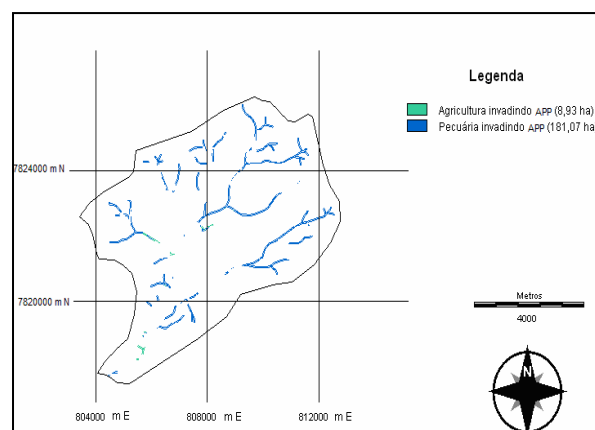 Legenda
Agricultura invadindo APP (8,93 ha)
Pecuária invadindo APP (181,07 ha
7824000 m N
7820000 m N
Metros
4000
N
804000 m E
808000 m E
812000 m E